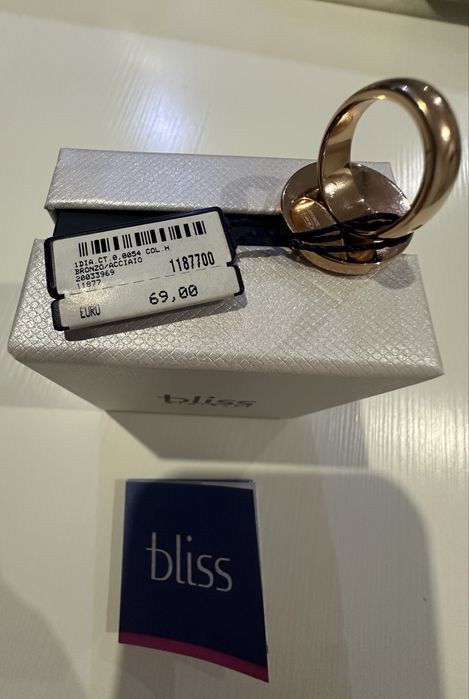 1DIA.CT.0,0054 COL.H
BRONZO/ACCIAIO
20033969
11877
1187700
EURO
69,00
bliss
bliss